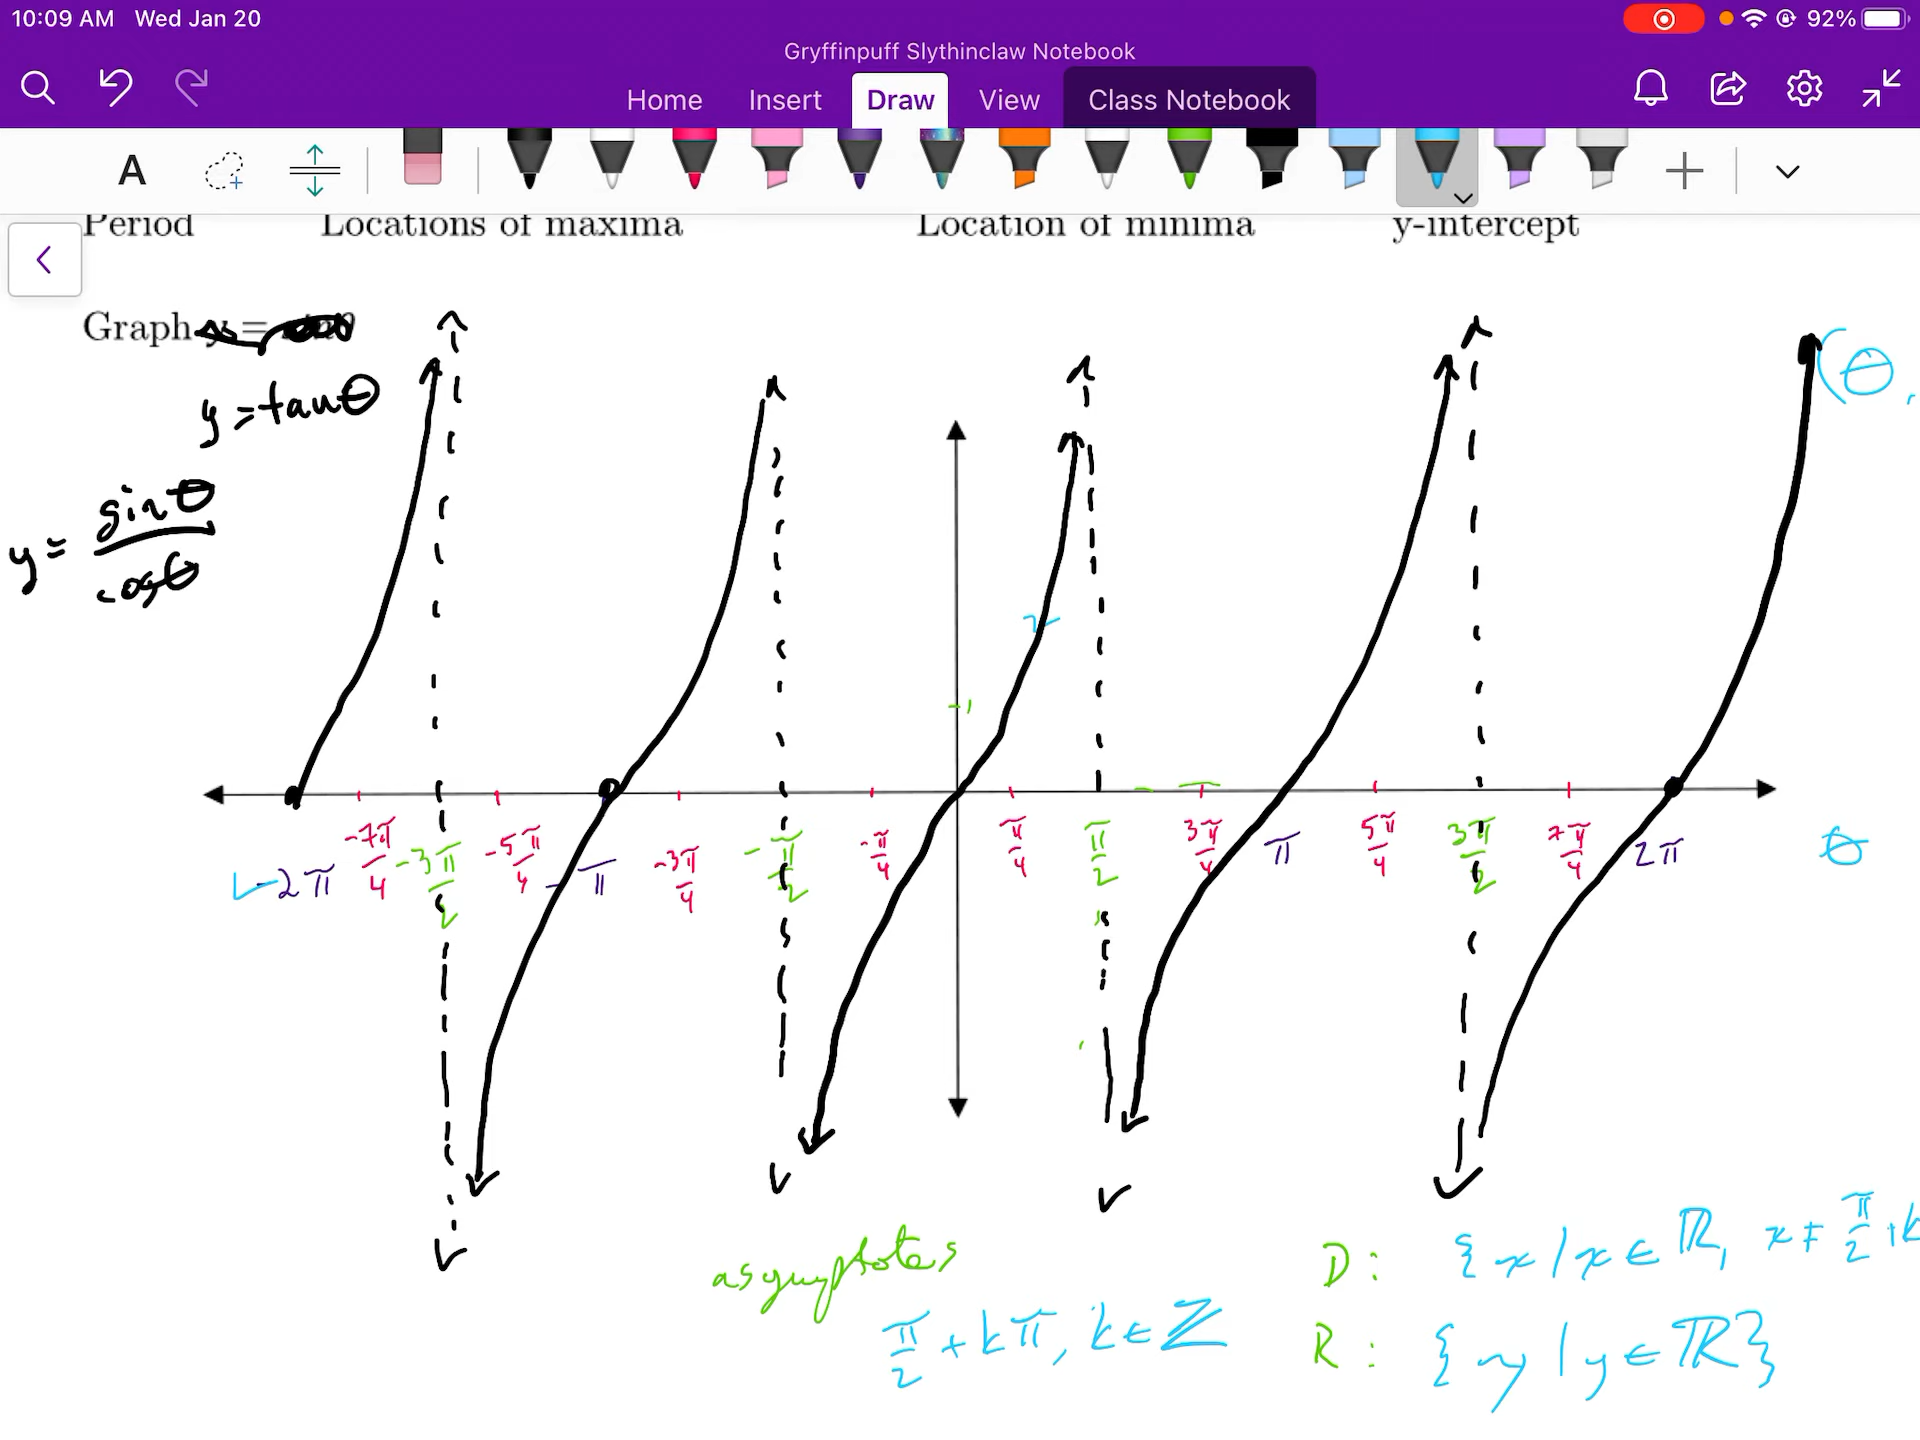 10:09 AM Wed Jan 20
92%
Gryffinpuff Slythinclaw Notebook
Home Insert Draw View Class Notebook
A
Period Locations of maxima Location of minima y-intercept
Graph y =
y = tanθ
(θ,
y = sinθ/cosθ
-1
-2π -7π/4 -3π/2 -5π/4 -π -3π/4 -π/2 -π/4 π/4 π/2 3π/4 π 5π/4 3π/2 7π/4 2π θ
asymptotes
π/2 + kπ, k ∈ ℤ
D: {x | x ∈ ℝ, x ≠ π/2 + k
R: {y | y ∈ ℝ}